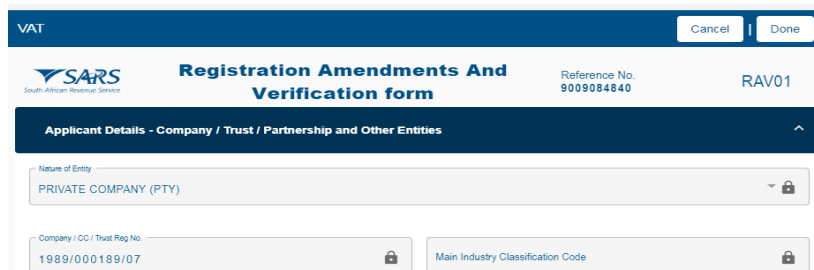 VAT
Cancel | Done
SARS
South African Revenue Service
Registration Amendments And
Verification form
Reference No.
9009084840
RAV01
Applicant Details - Company / Trust / Partnership and Other Entities
Nature of Entity
PRIVATE COMPANY (PTY)
Company / CC / Trust Reg No.
1989/000189/07
Main Industry Classification Code